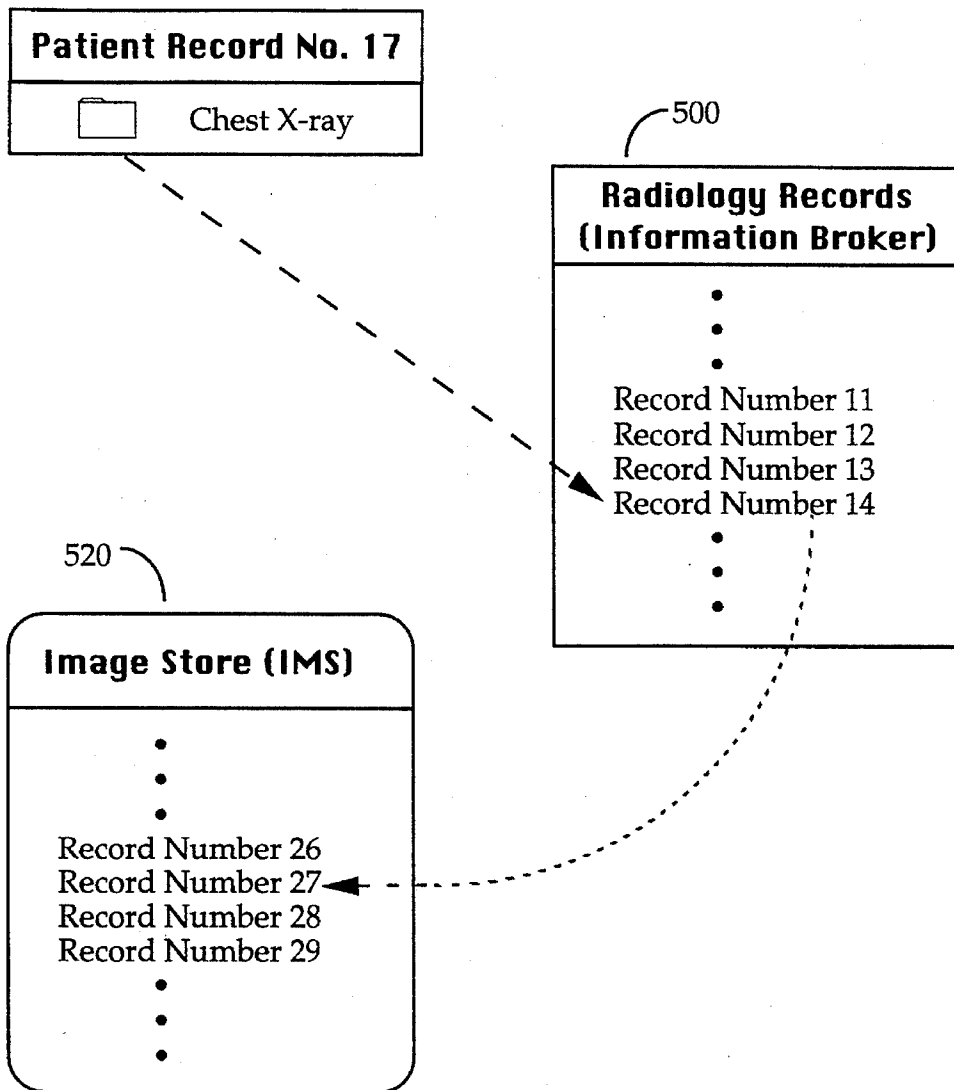 Patient Record No. 17
Chest X-ray
500
Radiology Records
(Information Broker)
Record Number 11
Record Number 12
Record Number 13
Record Number 14
520
Image Store (IMS)
Record Number 26
Record Number 27
Record Number 28
Record Number 29